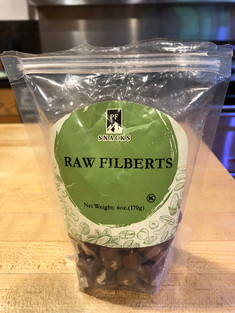 PF
SNACKS
RAW FILBERTS
Net Weight: 6oz.(170g)
K